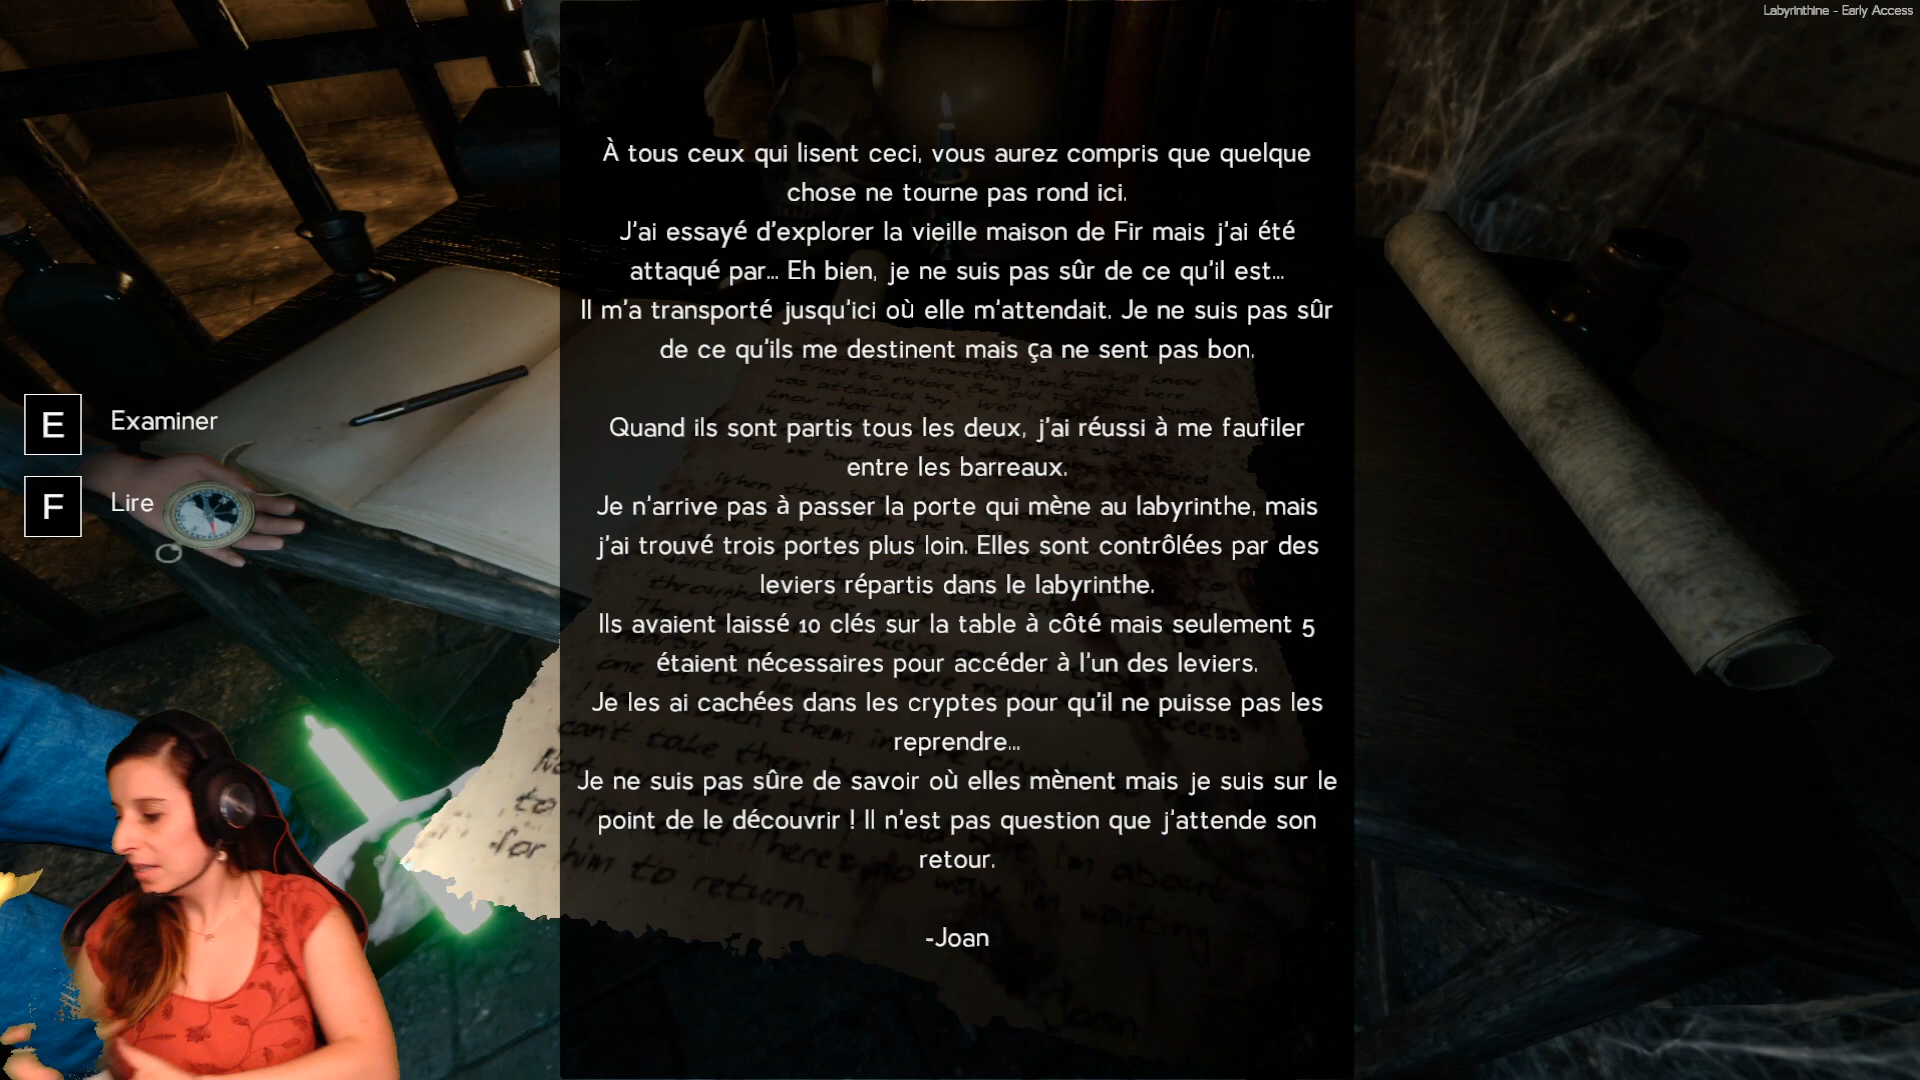 Labyrinthine - Early Access
À tous ceux qui lisent ceci, vous aurez compris que quelque
chose ne tourne pas rond ici.
J'ai essayé d'explorer la vieille maison de Fir mais j'ai été
attaqué par... Eh bien, je ne suis pas sûr de ce qu'il est...
Il m'a transporté jusqu'ici où elle m'attendait. Je ne suis pas sûr
de ce qu'ils me destinent mais ça ne sent pas bon.
Quand ils sont partis tous les deux, j'ai réussi à me faufiler
entre les barreaux.
Je n'arrive pas à passer la porte qui mène au labyrinthe, mais
j'ai trouvé trois portes plus loin. Elles sont contrôlées par des
leviers répartis dans le labyrinthe.
Ils avaient laissé 10 clés sur la table à côté mais seulement 5
étaient nécessaires pour accéder à l'un des leviers.
Je les ai cachées dans les cryptes pour qu'il ne puisse pas les
reprendre...
Je ne suis pas sûre de savoir où elles mènent mais je suis sur le
point de le découvrir ! Il n'est pas question que j'attende son
retour.
-Joan
E Examiner
F Lire
for him to return...
Joan